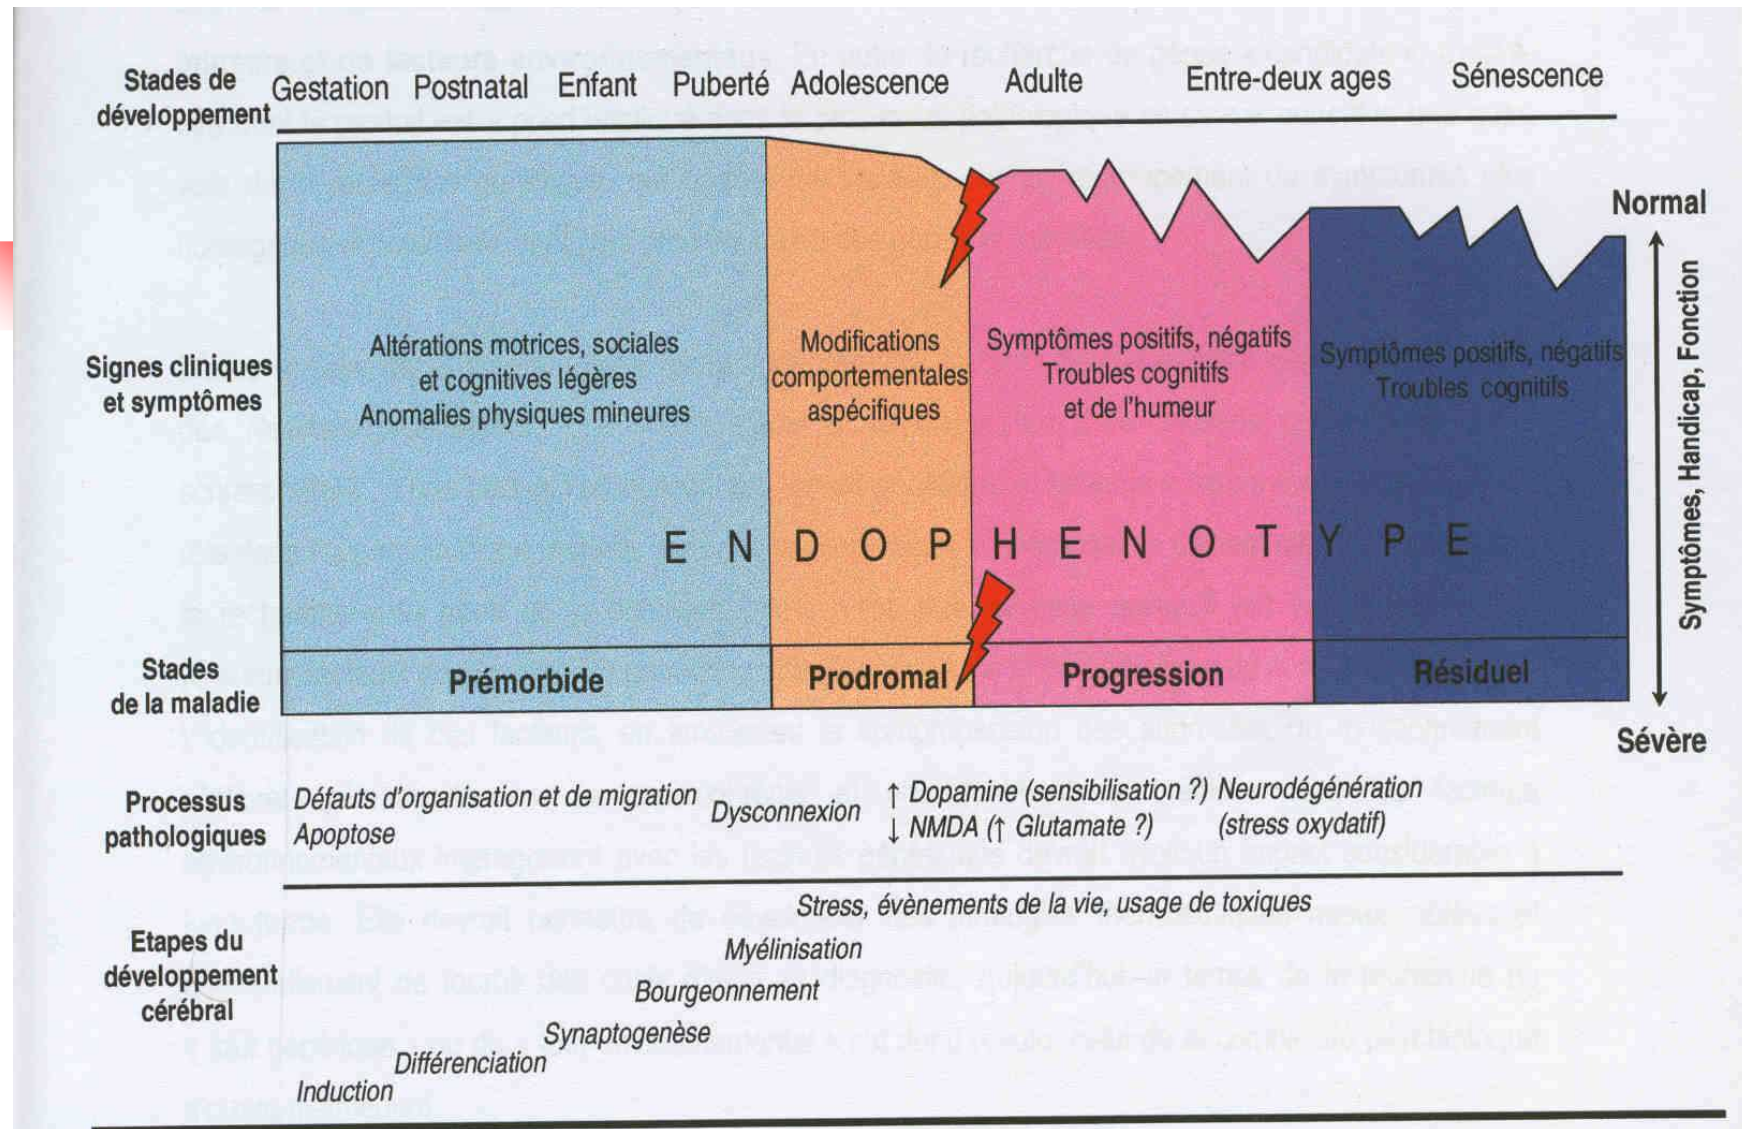 Stades de
développement
Gestation Postnatal Enfant Puberté Adolescence Adulte Entre-deux ages Sénescence
Normal
Symptômes, Handicap, Fonction
Sévère
Signes cliniques
et symptômes
Altérations motrices, sociales
et cognitives légères
Anomalies physiques mineures
Modifications
comportementales
aspécifiques
Symptômes positifs, négatifs
Troubles cognitifs
et de l'humeur
Symptômes positifs, négatifs
Troubles cognitifs
E N D O P H E N O T Y P E
Stades
de la maladie
Prémorbide Prodromal Progression Résiduel
Processus
pathologiques
Défauts d'organisation et de migration
Apoptose
Dysconnexion
↑ Dopamine (sensibilisation ?)
↓ NMDA (↑ Glutamate ?)
Neurodégénération
(stress oxydatif)
Etapes du
développement
cérébral
Stress, évènements de la vie, usage de toxiques
Myélinisation
Bourgeonnement
Synaptogenèse
Différenciation
Induction